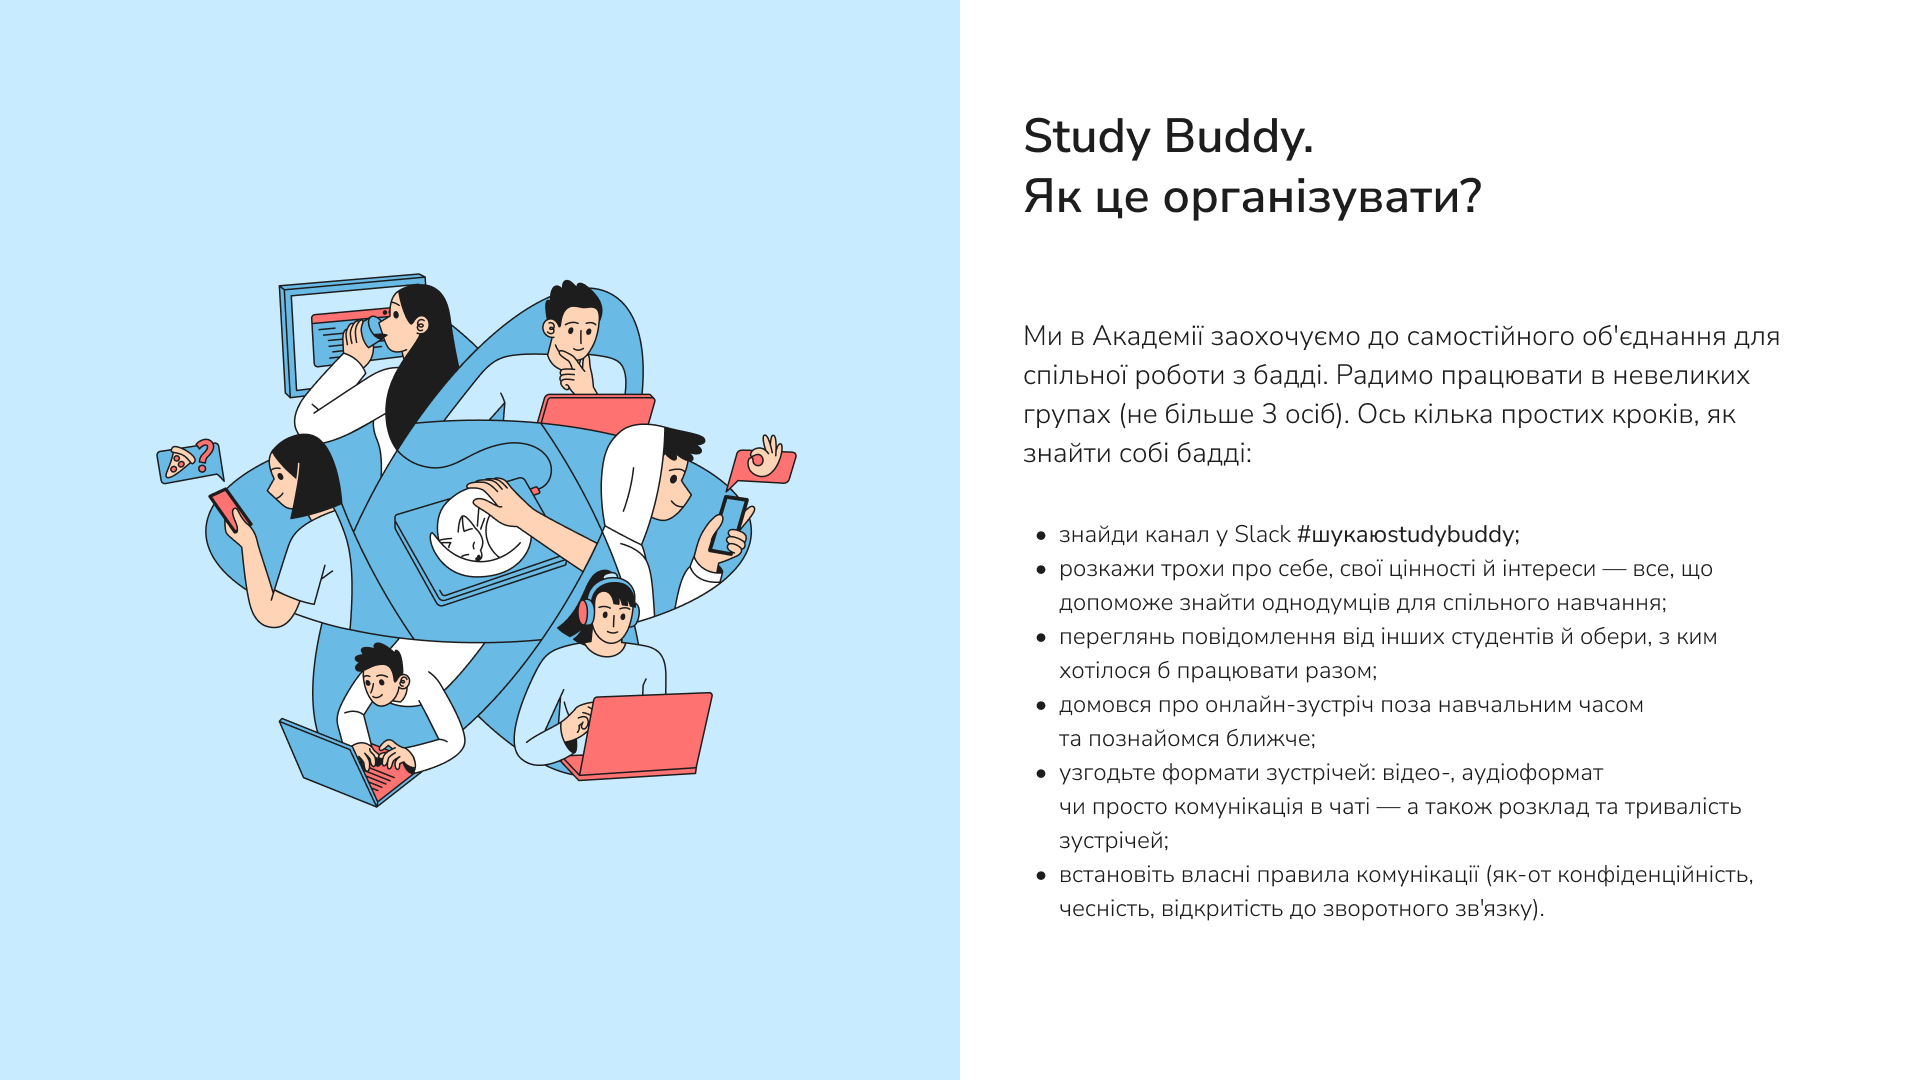 Study Buddy.
Як це організувати?
Ми в Академії заохочуємо до самостійного об'єднання для
спільної роботи з бадді. Радимо працювати в невеликих
групах (не більше 3 осіб). Ось кілька простих кроків, як
знайти собі бадді:
● знайди канал у Slack #шукаюstudybuddy;
● розкажи трохи про себе, свої цінності й інтереси — все, що
допоможе знайти однодумців для спільного навчання;
● переглянь повідомлення від інших студентів й обери, з ким
хотілося б працювати разом;
● домовся про онлайн-зустріч поза навчальним часом
та познайомся ближче;
● узгодьте формати зустрічей: відео-, аудіоформат
чи просто комунікація в чаті — а також розклад та тривалість
зустрічей;
● встановіть власні правила комунікації (як-от конфіденційність,
чесність, відкритість до зворотного зв'язку).
?